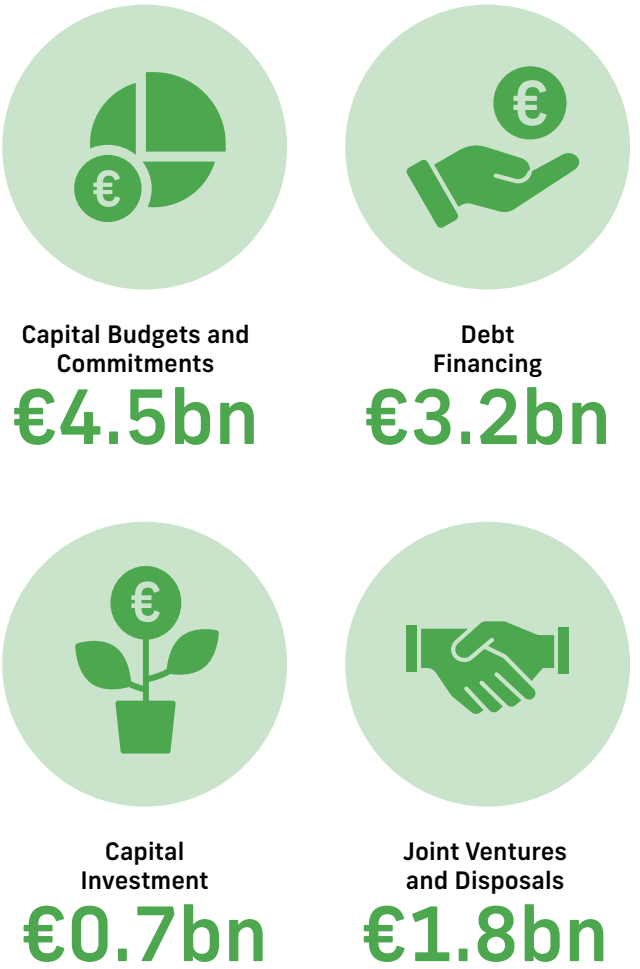 €
€
Capital Budgets and
Commitments
€4.5bn
Debt
Financing
€3.2bn
€
Capital
Investment
€0.7bn
Joint Ventures
and Disposals
€1.8bn